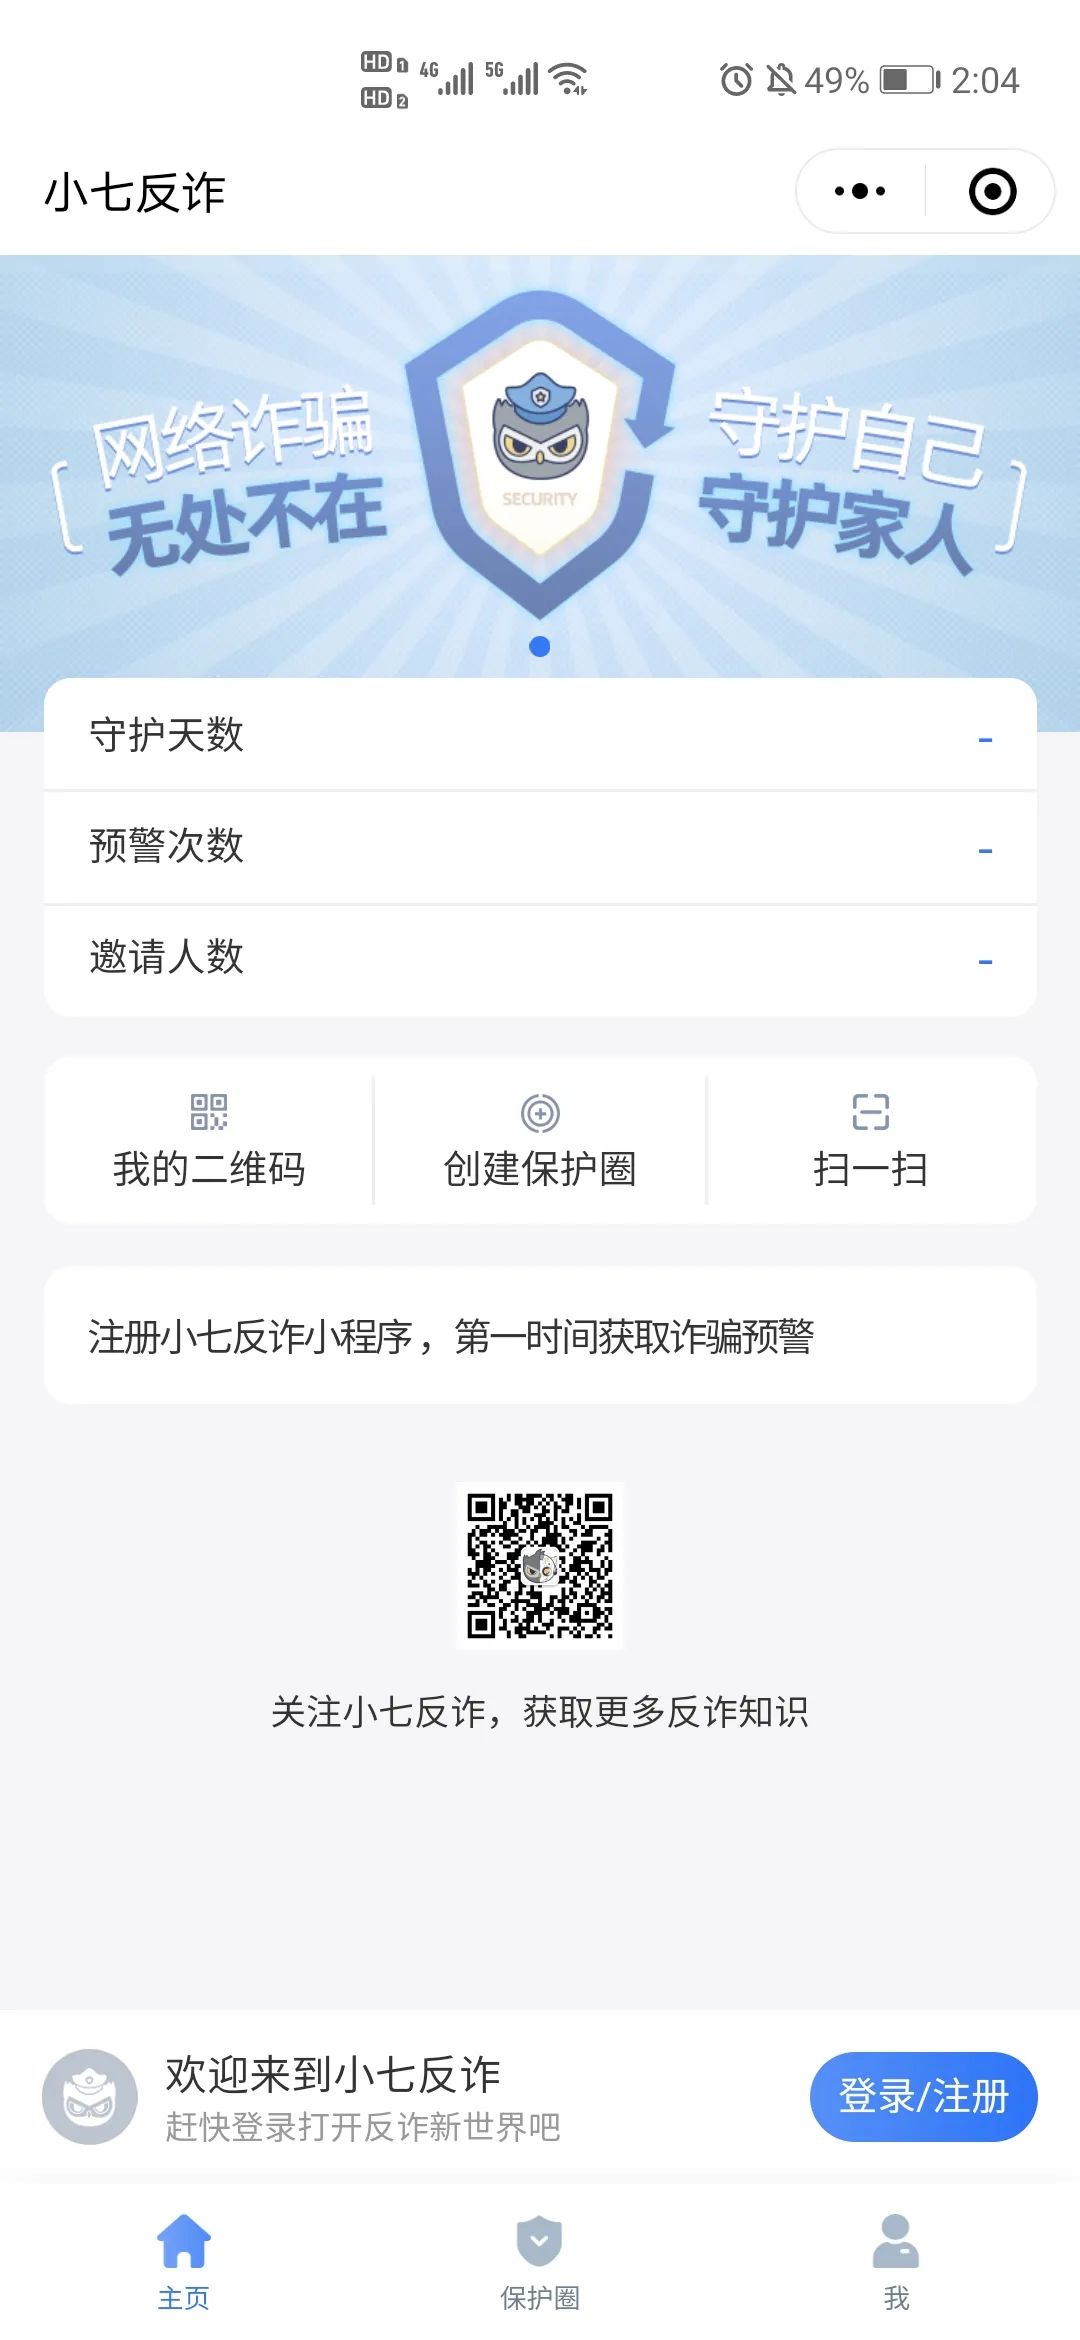 HD 1 4G 5G
HD 2
49% 2:04
小七反诈
网络诈骗
无处不在
SECURITY
守护自己
守护家人
守护天数 -
预警次数 -
邀请人数 -
我的二维码 创建保护圈 扫一扫
注册小七反诈小程序，第一时间获取诈骗预警
关注小七反诈，获取更多反诈知识
欢迎来到小七反诈
赶快登录打开反诈新世界吧
登录/注册
主页 保护圈 我